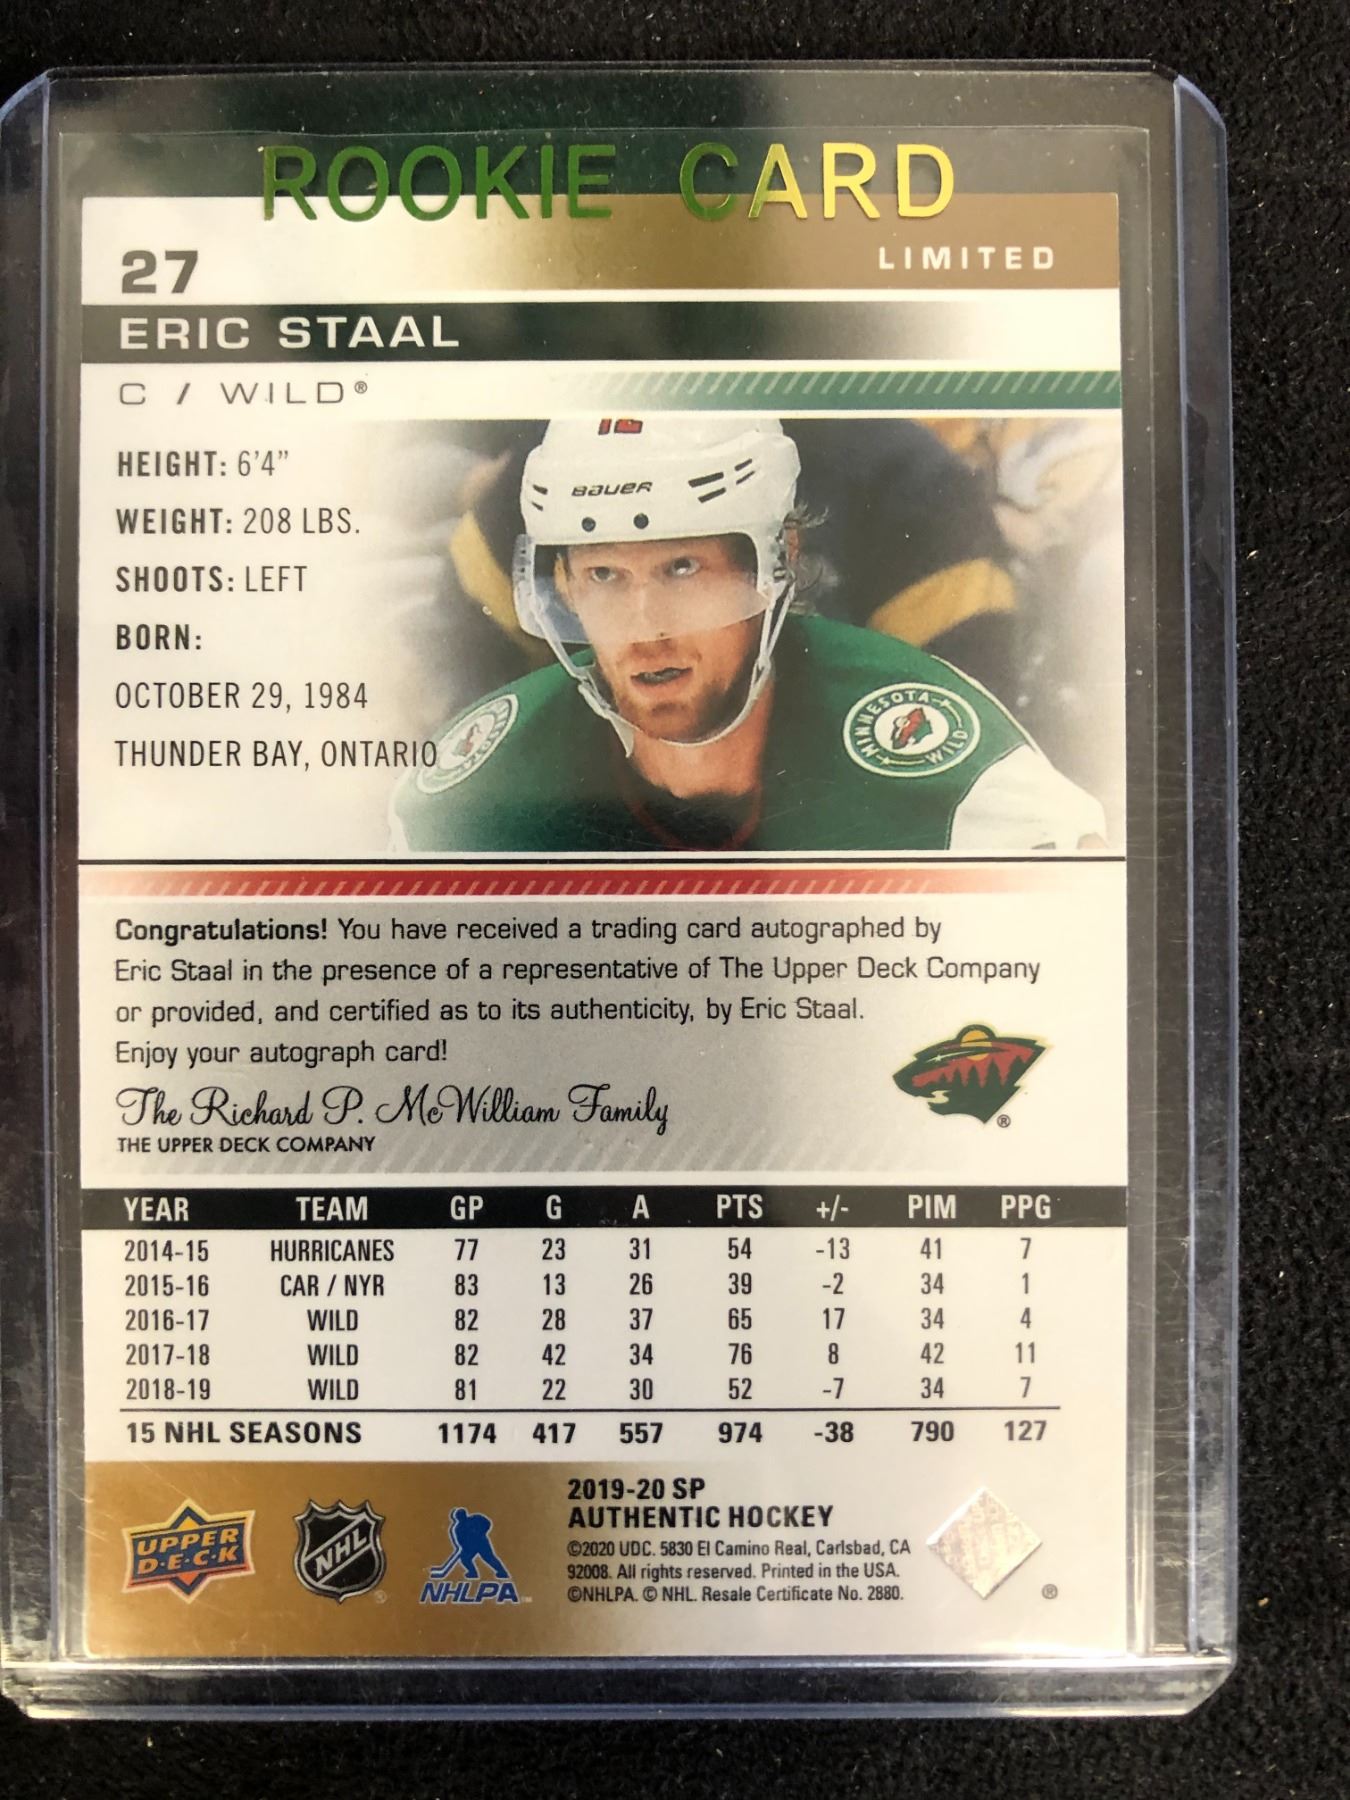 ROOKIE CARD
27
LIMITED
ERIC STAAL
C / WILD®
HEIGHT: 6'4"
WEIGHT: 208 LBS.
SHOOTS: LEFT
BORN:
OCTOBER 29, 1984
THUNDER BAY, ONTARIO
12
BAUER
MINNESOTA WILD
Congratulations! You have received a trading card autographed by
Eric Staal in the presence of a representative of The Upper Deck Company
or provided, and certified as to its authenticity, by Eric Staal.
Enjoy your autograph card!
The Richard P. McWilliam Family
THE UPPER DECK COMPANY
®
YEAR TEAM GP G A PTS +/- PIM PPG
2014-15 HURRICANES 77 23 31 54 -13 41 7
2015-16 CAR / NYR 83 13 26 39 -2 34 1
2016-17 WILD 82 28 37 65 17 34 4
2017-18 WILD 82 42 34 76 8 42 11
2018-19 WILD 81 22 30 52 -7 34 7
15 NHL SEASONS 1174 417 557 974 -38 790 127
UPPER D·E·C·K
NHL
NHLPA
2019-20 SP
AUTHENTIC HOCKEY
©2020 UDC. 5830 El Camino Real, Carlsbad, CA
92008. All rights reserved. Printed in the USA.
©NHLPA. © NHL. Resale Certificate No. 2880.
®